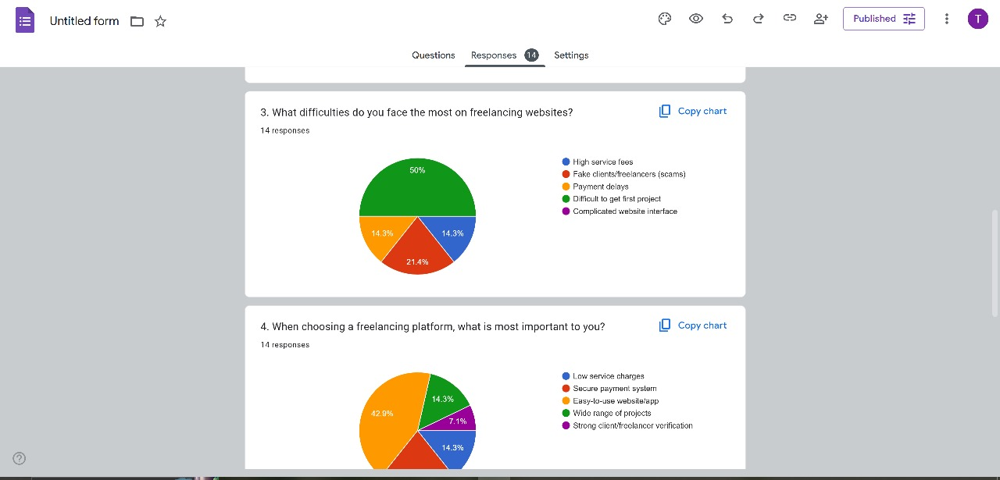 Untitled form
Published
T
Questions
Responses 14
Settings
3. What difficulties do you face the most on freelancing websites?
Copy chart
14 responses
50%
14.3%
14.3%
21.4%
High service fees
Fake clients/freelancers (scams)
Payment delays
Difficult to get first project
Complicated website interface
4. When choosing a freelancing platform, what is most important to you?
Copy chart
14 responses
42.9%
14.3%
7.1%
14.3%
Low service charges
Secure payment system
Easy-to-use website/app
Wide range of projects
Strong client/freelancer verification